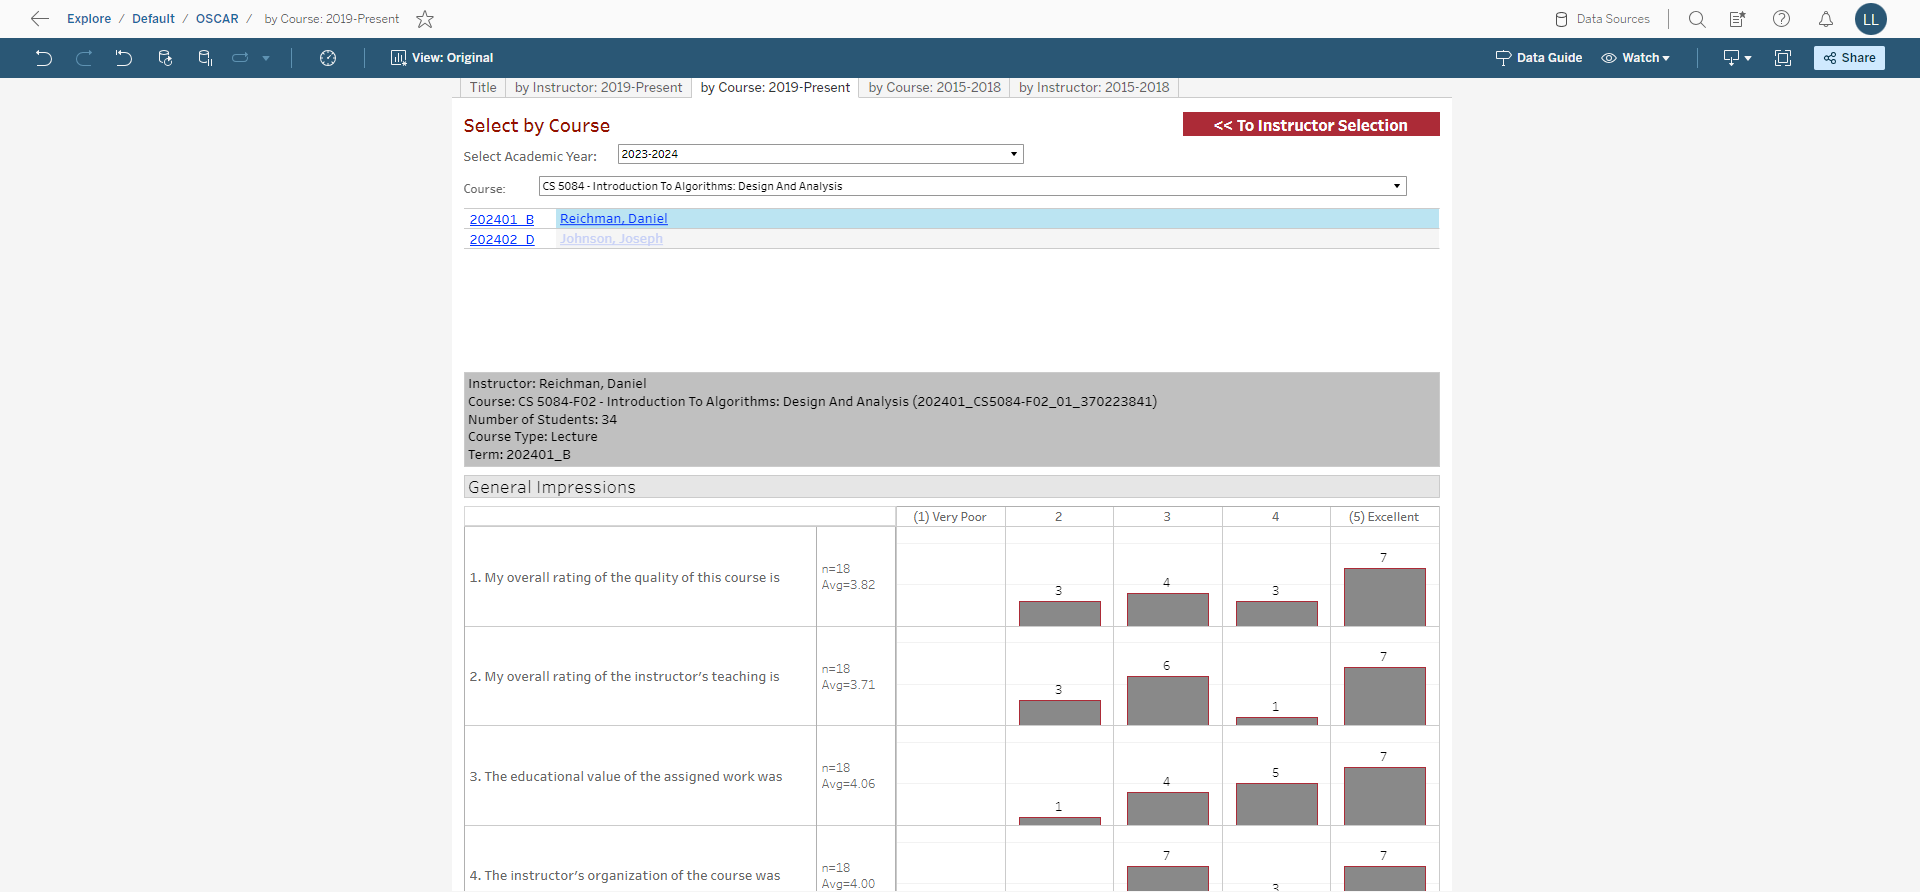 Explore / Default / OSCAR / by Course: 2019-Present
Data Sources
LL
View: Original
Data Guide
Watch
Share
Title
by Instructor: 2019-Present
by Course: 2019-Present
by Course: 2015-2018
by Instructor: 2015-2018
Select by Course
<< To Instructor Selection
Select Academic Year:
2023-2024
Course:
CS 5084 - Introduction To Algorithms: Design And Analysis
202401_B Reichman, Daniel
202402_D Johnson, Joseph
Instructor: Reichman, Daniel
Course: CS 5084-F02 - Introduction To Algorithms: Design And Analysis (202401_CS5084-F02_01_370223841)
Number of Students: 34
Course Type: Lecture
Term: 202401_B
General Impressions
(1) Very Poor 2 3 4 (5) Excellent
1. My overall rating of the quality of this course is
n=18
Avg=3.82
3 4 3 7
2. My overall rating of the instructor's teaching is
n=18
Avg=3.71
3 6 1 7
3. The educational value of the assigned work was
n=18
Avg=4.06
1 4 5 7
4. The instructor's organization of the course was
n=18
Avg=4.00
7 3 7